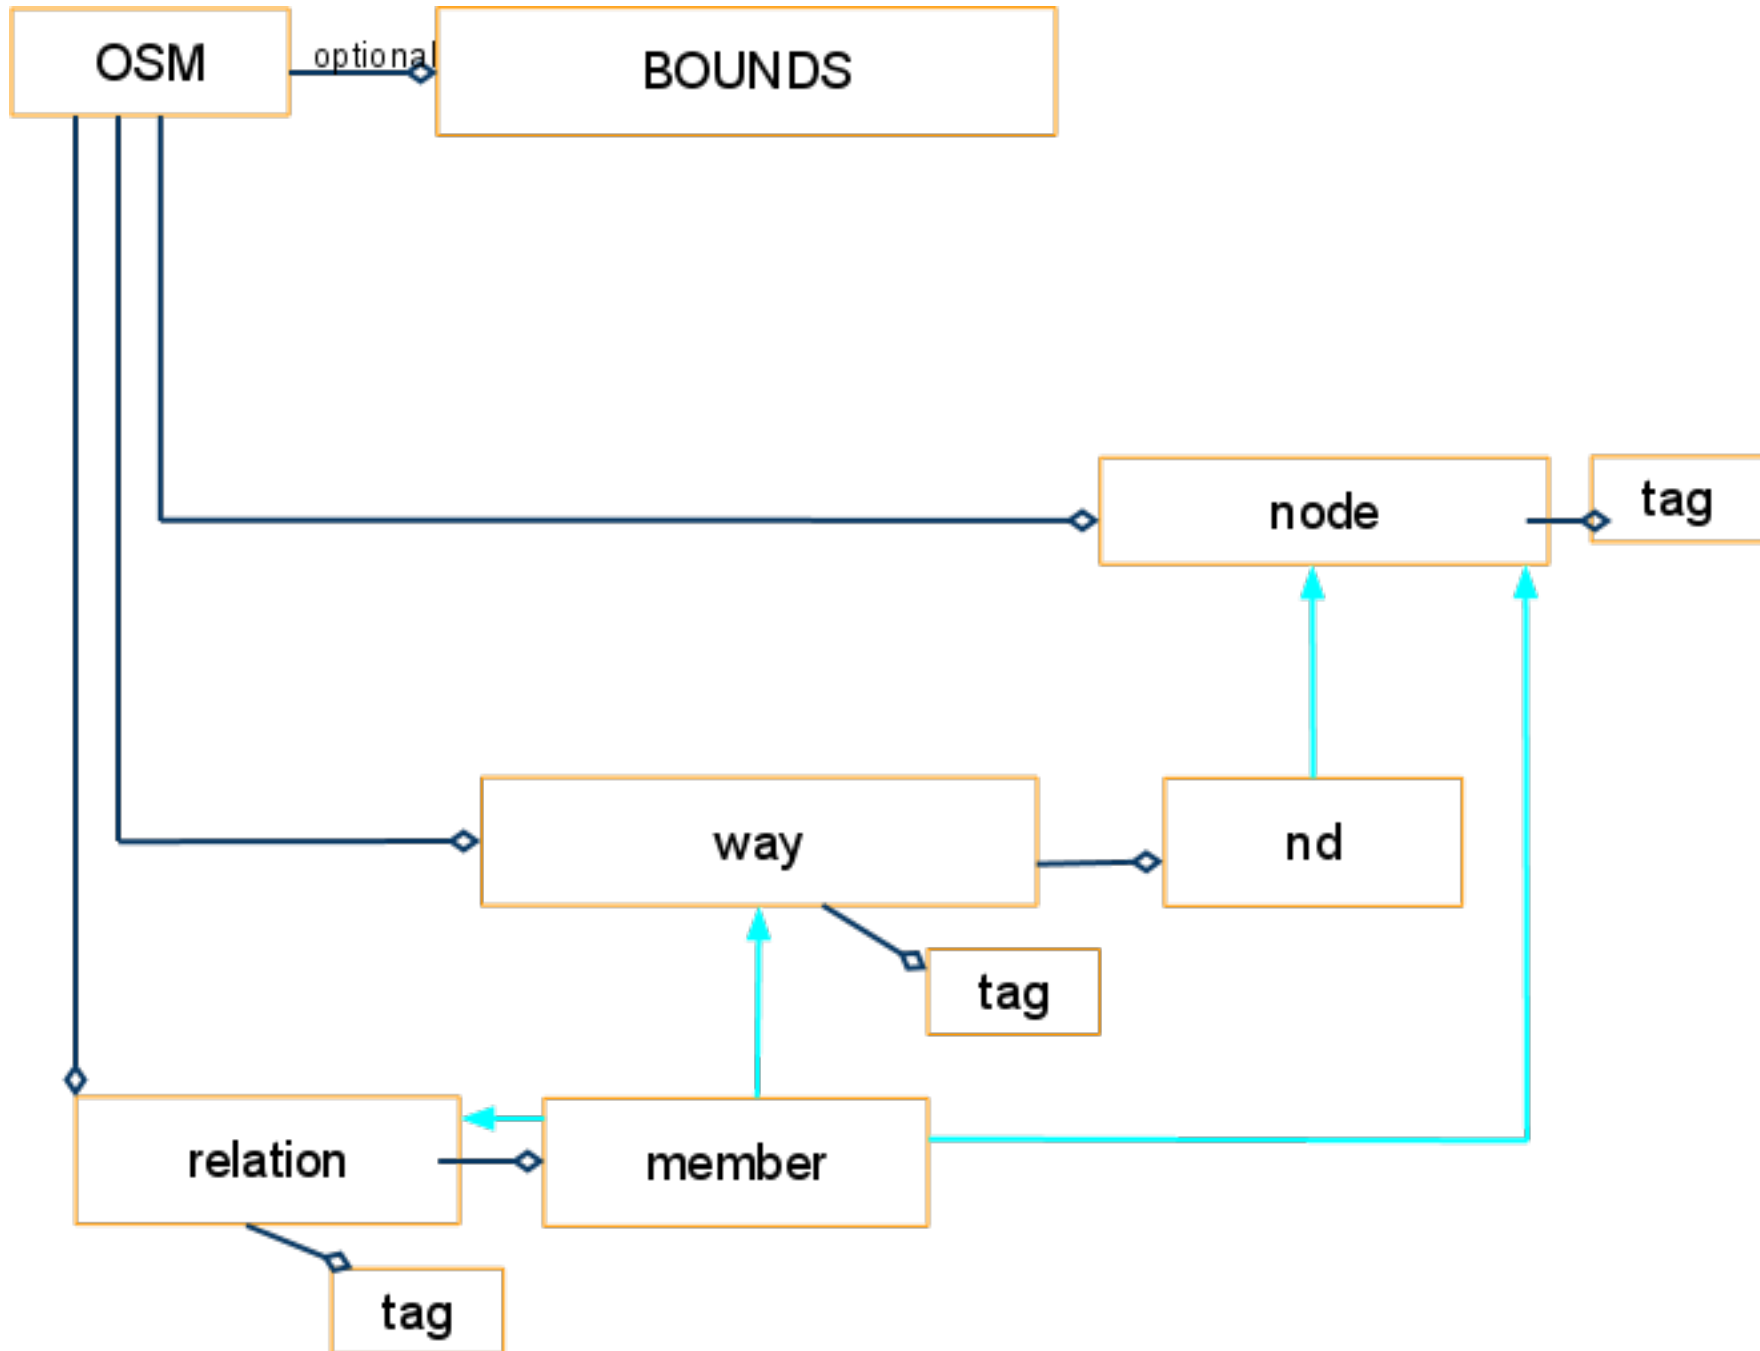 OSM
optional
BOUNDS
node
tag
way
nd
tag
relation
member
tag